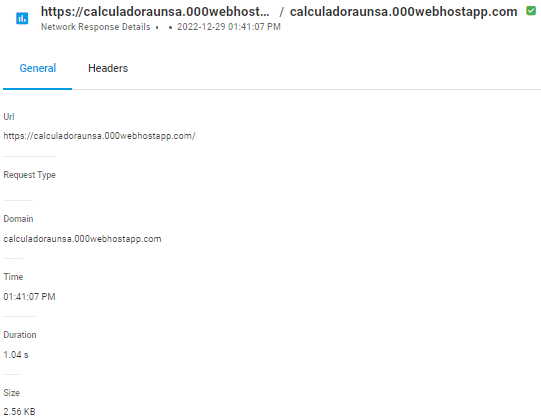 https://calculadoraunsa.000webhost... / calculadoraunsa.000webhostapp.com
Network Response Details • • 2022-12-29 01:41:07 PM
General Headers
Url
https://calculadoraunsa.000webhostapp.com/
Request Type
Domain
calculadoraunsa.000webhostapp.com
Time
01:41:07 PM
Duration
1.04 s
Size
2.56 KB